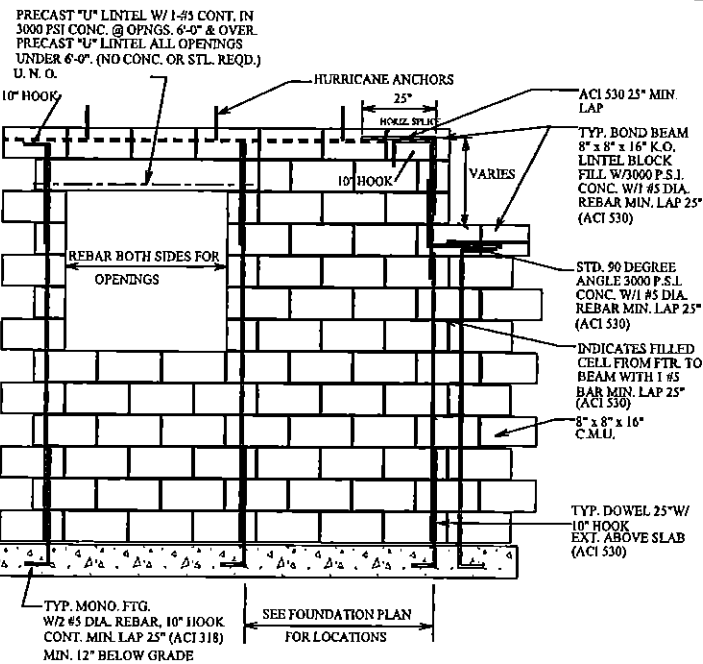 PRECAST "U" LINTEL W/ 1-#5 CONT. IN
3000 PSI CONC. @ OPNGS. 6'-0" & OVER.
PRECAST "U" LINTEL ALL OPENINGS
UNDER 6'-0". (NO CONC. OR STL. REQD.)
U. N. O.
10" HOOK
HURRICANE ANCHORS
25"
HORIZ. SPLICE
10" HOOK
VARIES
ACI 530 25" MIN.
LAP
TYP. BOND BEAM
8" x 8" x 16" K.O.
LINTEL BLOCK
FILL W/3000 P.S.I.
CONC. W/1 #5 DIA.
REBAR MIN. LAP 25"
(ACI 530)
REBAR BOTH SIDES FOR
OPENINGS
STD. 90 DEGREE
ANGLE 3000 P.S.I.
CONC. W/1 #5 DIA.
REBAR MIN. LAP 25"
(ACI 530)
INDICATES FILLED
CELL FROM FTR. TO
BEAM WITH 1 #5
BAR MIN. LAP 25"
(ACI 530)
8" x 8" x 16"
C.M.U.
TYP. DOWEL 25"W/
10" HOOK
EXT. ABOVE SLAB
(ACI 530)
TYP. MONO. FTG.
W/2 #5 DIA. REBAR, 10" HOOK
CONT. MIN. LAP 25" (ACI 318)
MIN. 12" BELOW GRADE
SEE FOUNDATION PLAN
FOR LOCATIONS